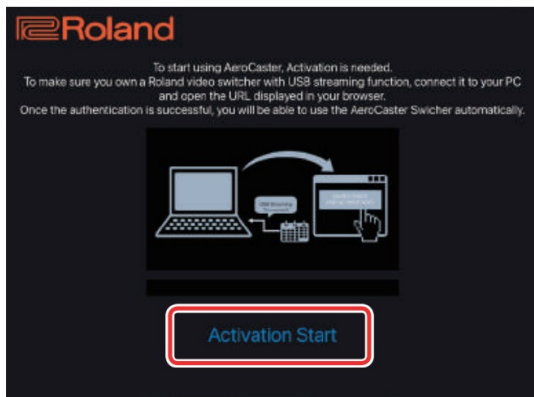 Roland
To start using AeroCaster, Activation is needed.
To make sure you own a Roland video switcher with USB streaming function, connect it to your PC
and open the URL displayed in your browser.
Once the authentication is successful, you will be able to use the AeroCaster Swicher automatically.
USB Streaming
Activation Start